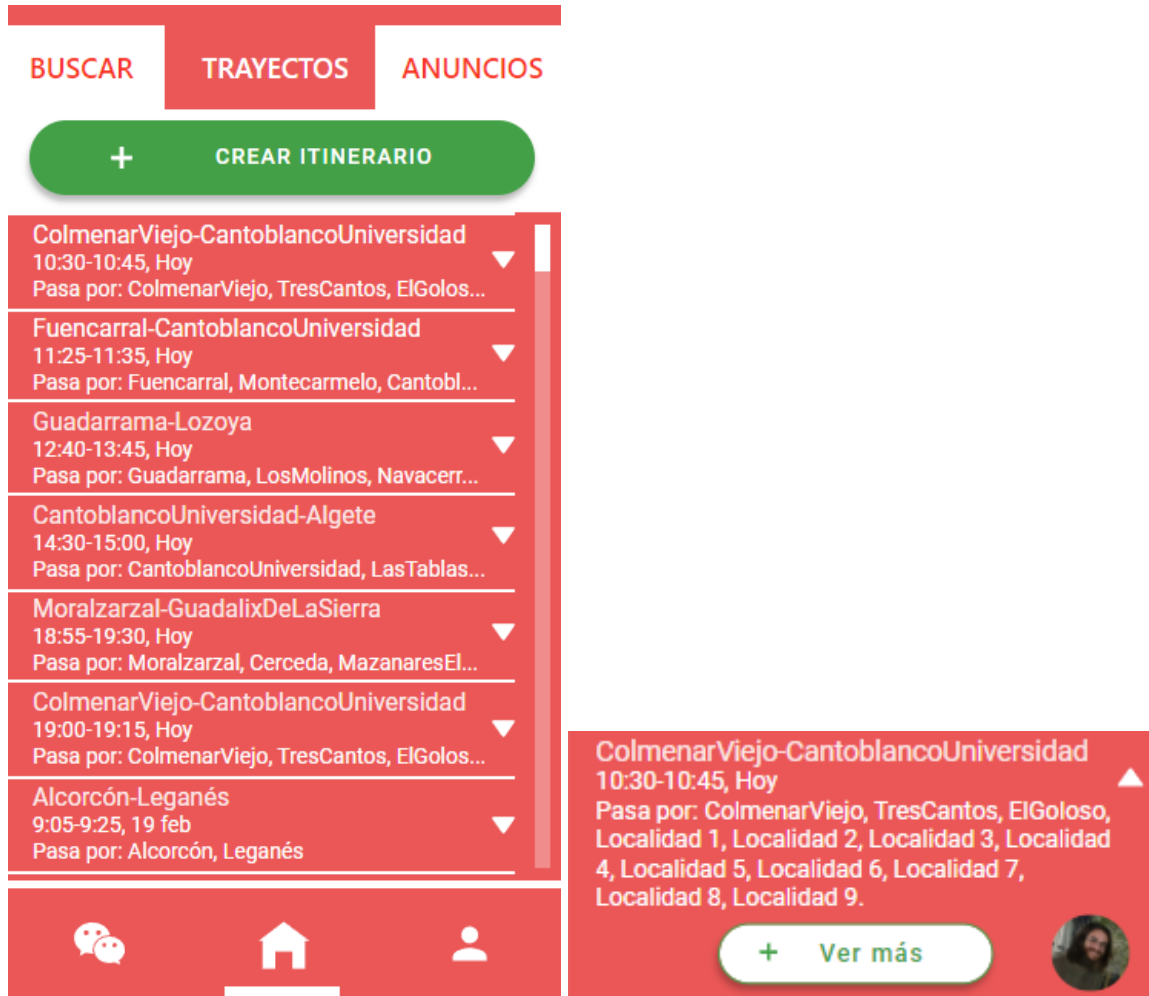 BUSCAR TRAYECTOS ANUNCIOS
+ CREAR ITINERARIO
ColmenarViejo-CantoblancoUniversidad
10:30-10:45, Hoy
Pasa por: ColmenarViejo, TresCantos, ElGolos...
Fuencarral-CantoblancoUniversidad
11:25-11:35, Hoy
Pasa por: Fuencarral, Montecarmelo, Cantobl...
Guadarrama-Lozoya
12:40-13:45, Hoy
Pasa por: Guadarrama, LosMolinos, Navacerr...
CantoblancoUniversidad-Algete
14:30-15:00, Hoy
Pasa por: CantoblancoUniversidad, LasTablas...
Moralzarzal-GuadalixDeLaSierra
18:55-19:30, Hoy
Pasa por: Moralzarzal, Cerceda, MazanaresEl...
ColmenarViejo-CantoblancoUniversidad
19:00-19:15, Hoy
Pasa por: ColmenarViejo, TresCantos, ElGolos...
Alcorcón-Leganés
9:05-9:25, 19 feb
Pasa por: Alcorcón, Leganés
ColmenarViejo-CantoblancoUniversidad
10:30-10:45, Hoy
Pasa por: ColmenarViejo, TresCantos, ElGoloso,
Localidad 1, Localidad 2, Localidad 3, Localidad
4, Localidad 5, Localidad 6, Localidad 7,
Localidad 8, Localidad 9.
+ Ver más